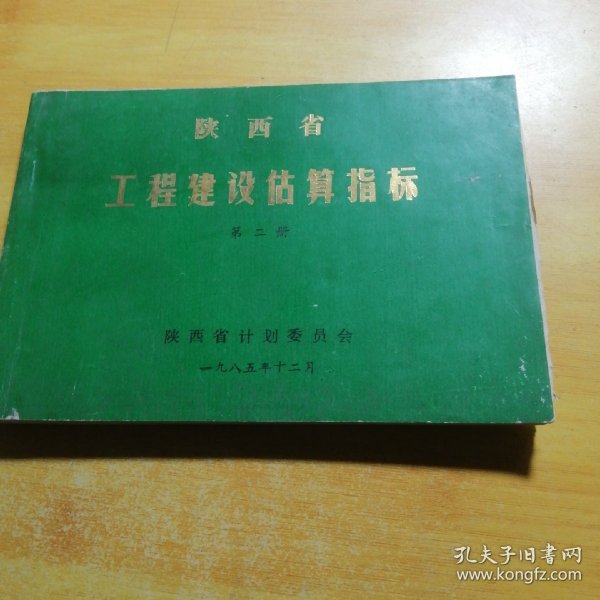 陕西省
工程建设估算指标
第二册
陕西省计划委员会
一九八五年十二月
孔夫子旧书网
www.kongfz.com